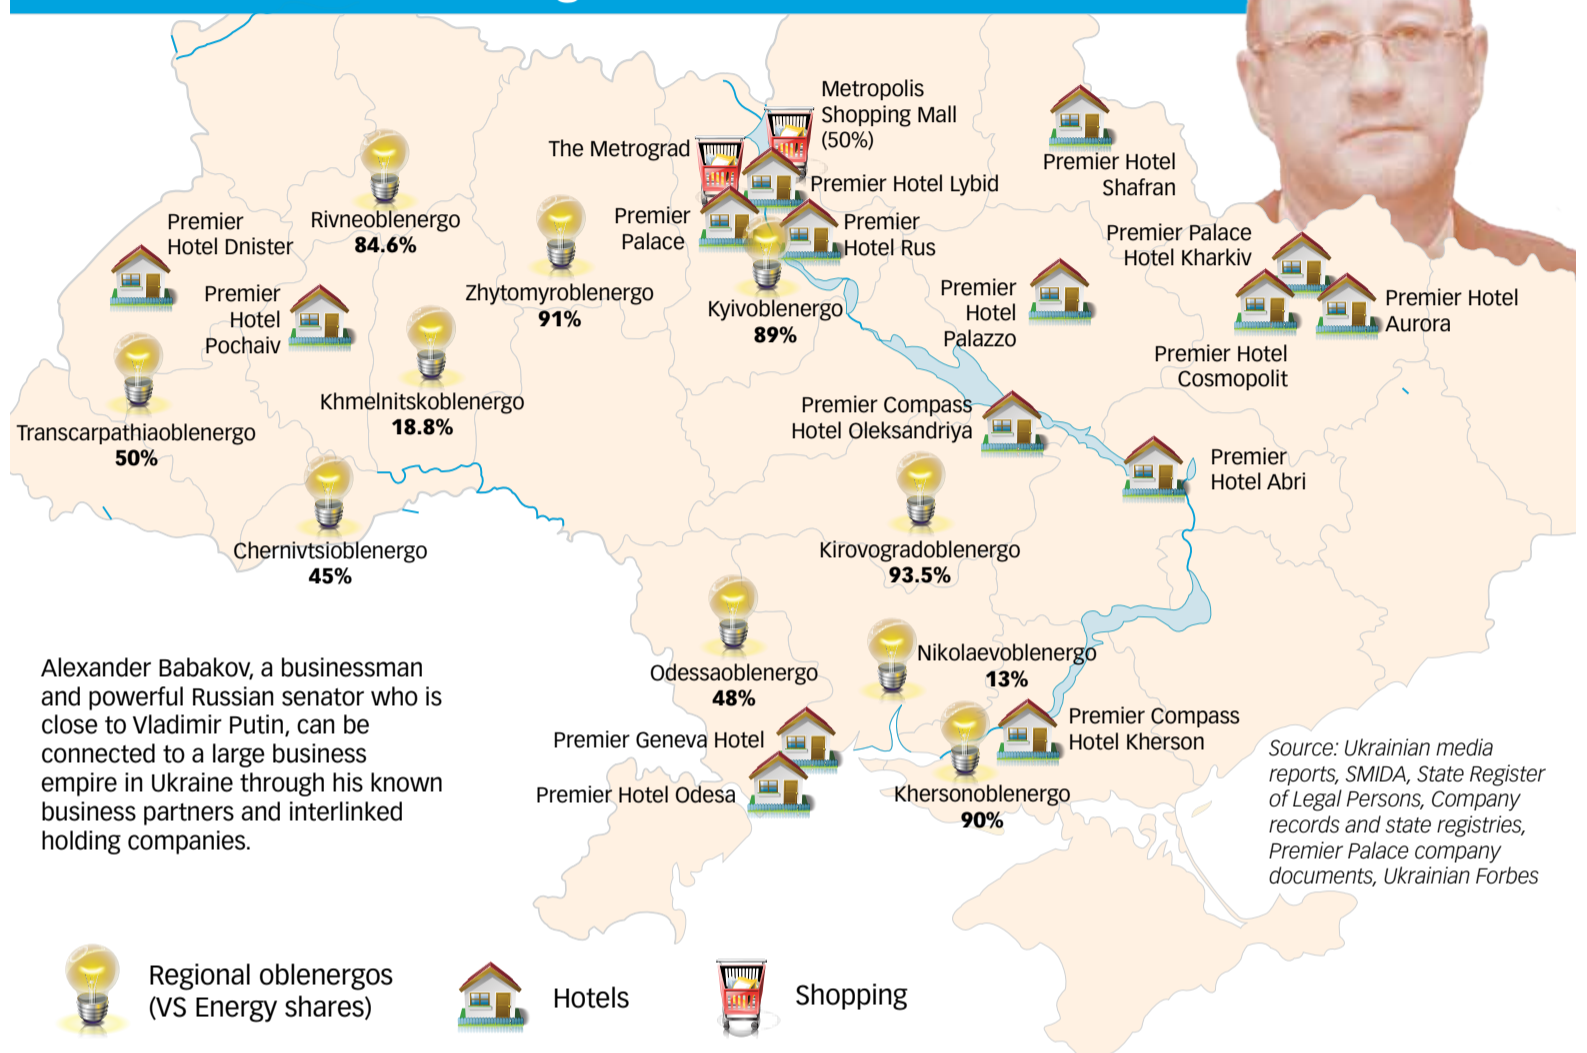 Metropolis
Shopping Mall
(50%)
The Metrograd
Premier Hotel Lybid
Premier Hotel
Shafran
Premier
Palace
Premier
Hotel Rus
Rivneoblenergo
84.6%
Premier
Hotel Dnister
Premier Palace
Hotel Kharkiv
Zhytomyroblenergo
91%
Kyivoblenergo
89%
Premier
Hotel
Pochaiv
Premier
Hotel
Palazzo
Premier Hotel
Aurora
Premier Hotel
Cosmopolit
Khmelnitskoblenergo
18.8%
Transcarpathiaoblenergo
50%
Premier Compass
Hotel Oleksandriya
Premier
Hotel Abri
Chernivtsioblenergo
45%
Kirovogradoblenergo
93.5%
Odessaoblenergo
48%
Nikolaevoblenergo
13%
Premier Geneva Hotel
Premier Hotel Odesa
Premier Compass
Hotel Kherson
Khersonoblenergo
90%
Alexander Babakov, a businessman
and powerful Russian senator who is
close to Vladimir Putin, can be
connected to a large business
empire in Ukraine through his known
business partners and interlinked
holding companies.
Source: Ukrainian media
reports, SMIDA, State Register
of Legal Persons, Company
records and state registries,
Premier Palace company
documents, Ukrainian Forbes
Regional oblenergos
(VS Energy shares)
Hotels
Shopping